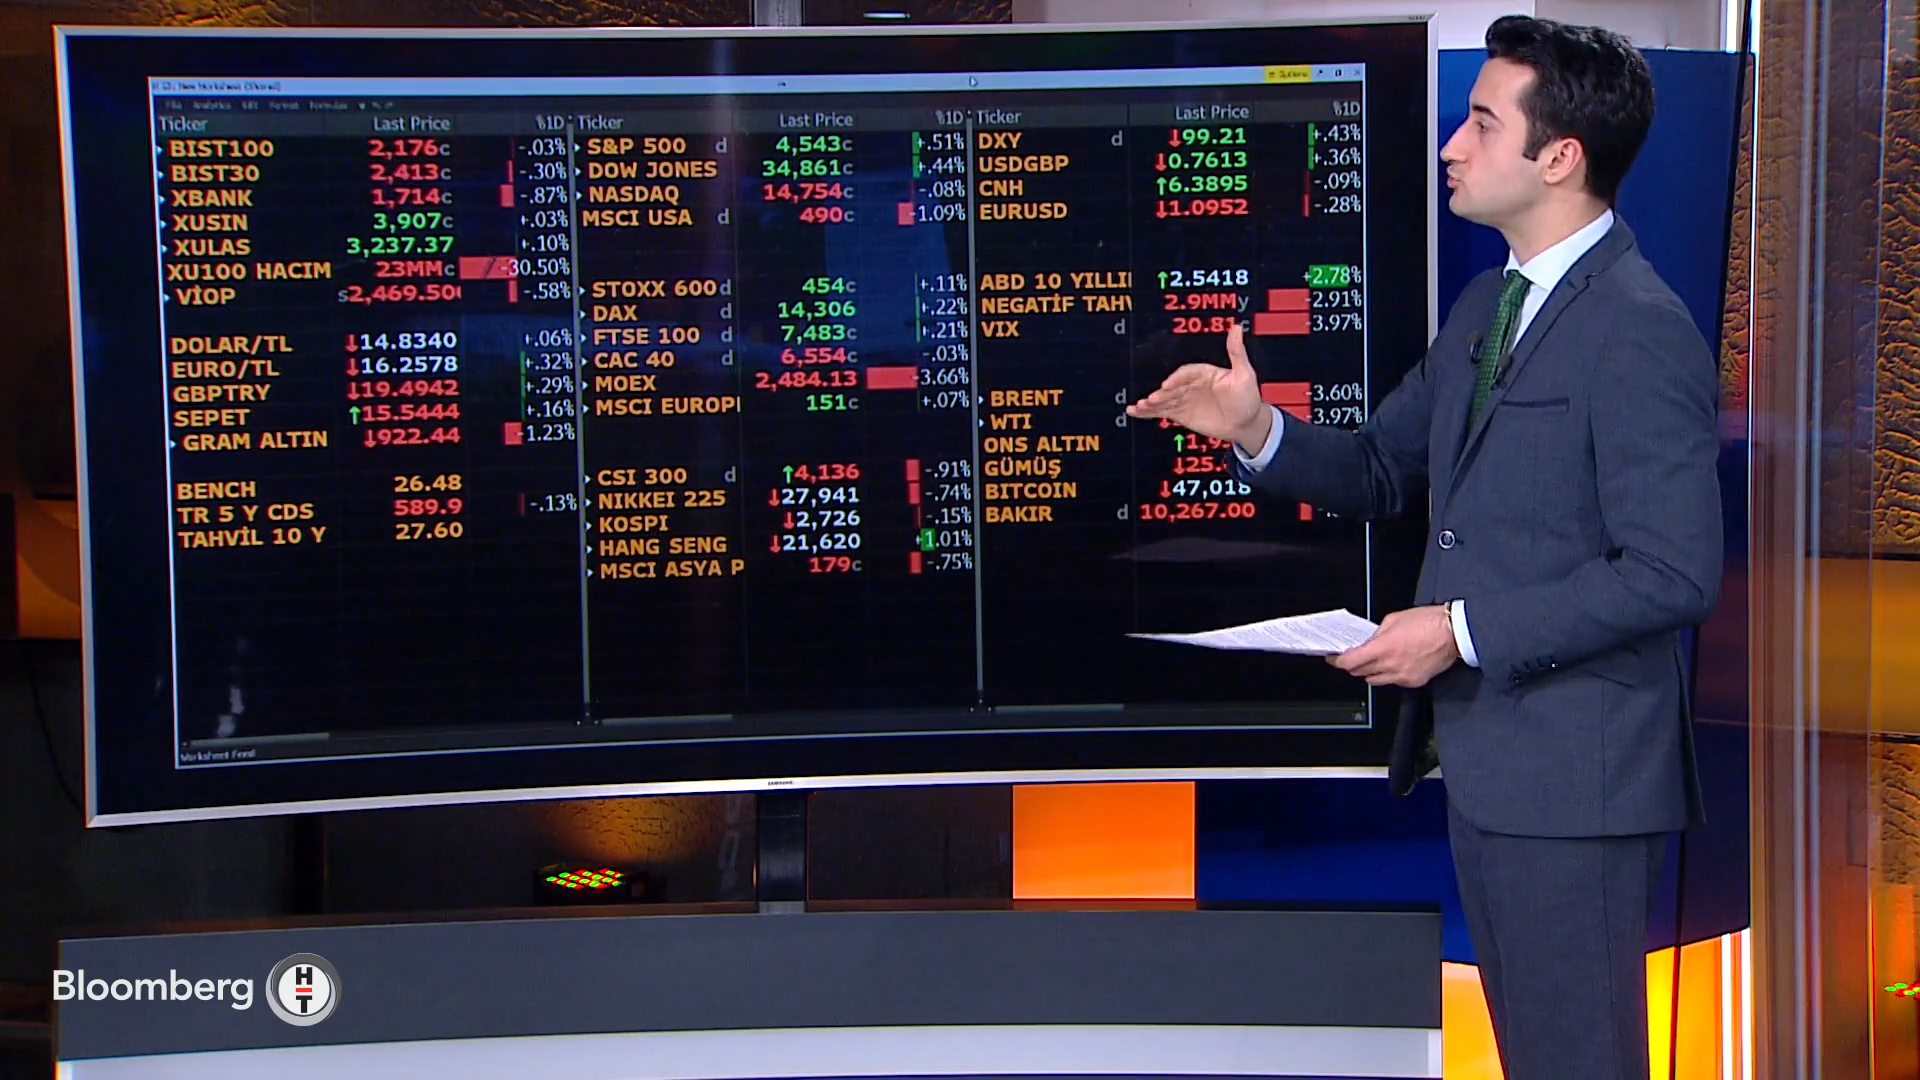 Ticker Last Price %1D
BIST100 2,176c -.03%
BIST30 2,413c -.30%
XBANK 1,714c -.87%
XUSIN 3,907c +.03%
XULAS 3,237.37 +.10%
XU100 HACIM 23MMc -30.50%
VİOP s2,469.50 -.58%
DOLAR/TL ↓14.8340 +.06%
EURO/TL ↓16.2578 +.32%
GBPTRY ↓19.4942 +.29%
SEPET ↑15.5444 +.16%
GRAM ALTIN ↓922.44 -1.23%
BENCH 26.48
TR 5 Y CDS 589.9 -.13%
TAHVİL 10 Y 27.60
Worksheet Feed
Ticker Last Price %1D
S&P 500 d 4,543c +.51%
DOW JONES 34,861c +.44%
NASDAQ 14,754c -.08%
MSCI USA d 490c -1.09%
STOXX 600 d 454c +.11%
DAX d 14,306 +.22%
FTSE 100 d 7,483c +.21%
CAC 40 d 6,554c -.03%
MOEX 2,484.13 -3.66%
MSCI EUROP 151c +.07%
CSI 300 d ↑4,136 -.91%
NIKKEI 225 ↓27,941 -.74%
KOSPI ↓2,726 -.15%
HANG SENG ↓21,620 +1.01%
MSCI ASYA P 179c -.75%
Ticker Last Price %1D
DXY d ↓99.21 +.43%
USDGBP ↓0.7613 +.36%
CNH ↑6.3895 -.09%
EURUSD ↓1.0952 -.28%
ABD 10 YILLI ↑2.5418 +2.78%
NEGATİF TAHV 2.9MMy -2.91%
VIX d 20.81c -3.97%
BRENT d -3.60%
WTI d -3.97%
ONS ALTIN
GÜMÜŞ
BITCOIN ↓47,018
BAKIR d 10,267.00
SAMSUNG
Bloomberg HT